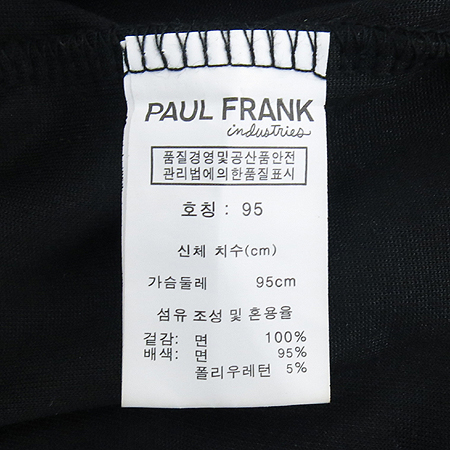 PAUL FRANK
industries
품질경영및공산품안전
관리법에의한품질표시
호칭 : 95
신체 치수(cm)
가슴둘레 95cm
섬유 조성 및 혼용율
겉감: 면 100%
배색: 면 95%
폴리우레턴 5%